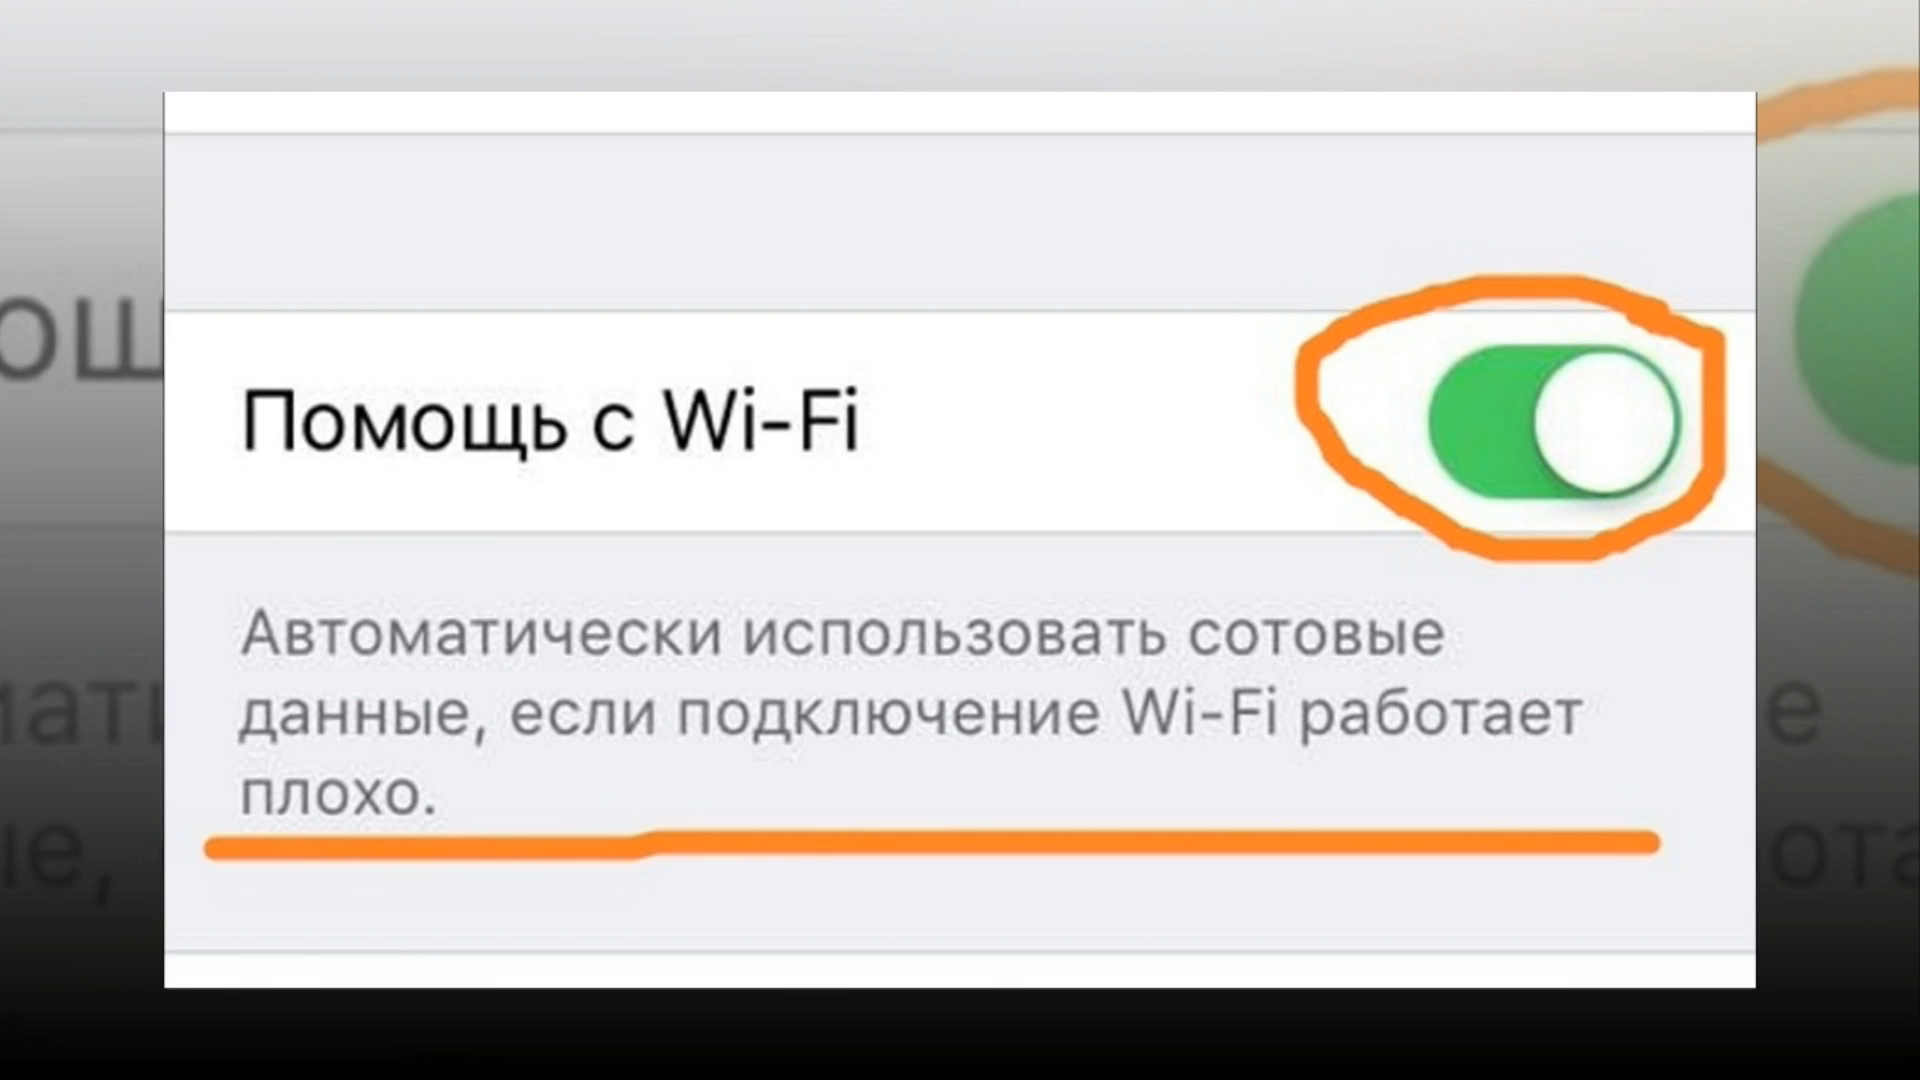 Помощь с Wi-Fi
Автоматически использовать сотовые
данные, если подключение Wi-Fi работает
плохо.